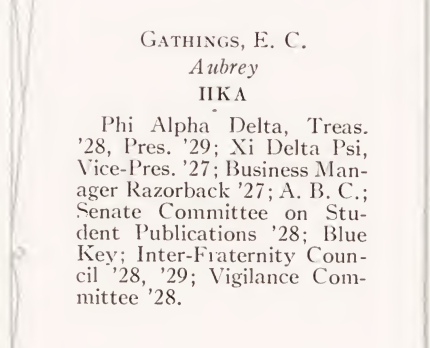 GATHINGS, E. C.
Aubrey
ΠΚΑ
Phi Alpha Delta, Treas.
'28, Pres. '29; Xi Delta Psi,
Vice-Pres. '27; Business Man-
ager Razorback '27; A. B. C.;
Senate Committee on Stu-
dent Publications '28; Blue
Key; Inter-Fraternity Coun-
cil '28, '29; Vigilance Com-
mittee '28.